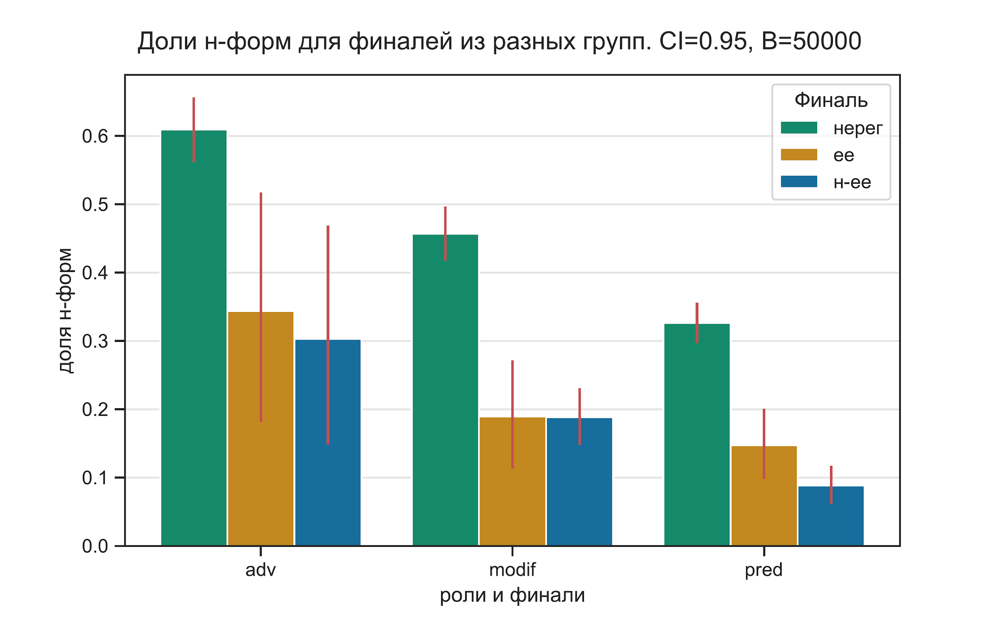 Доли н-форм для финалей из разных групп. CI=0.95, B=50000
Финаль
нерег
ее
н-ее
доля н-форм
0.6
0.5
0.4
0.3
0.2
0.1
0.0
adv
modif
pred
роли и финали